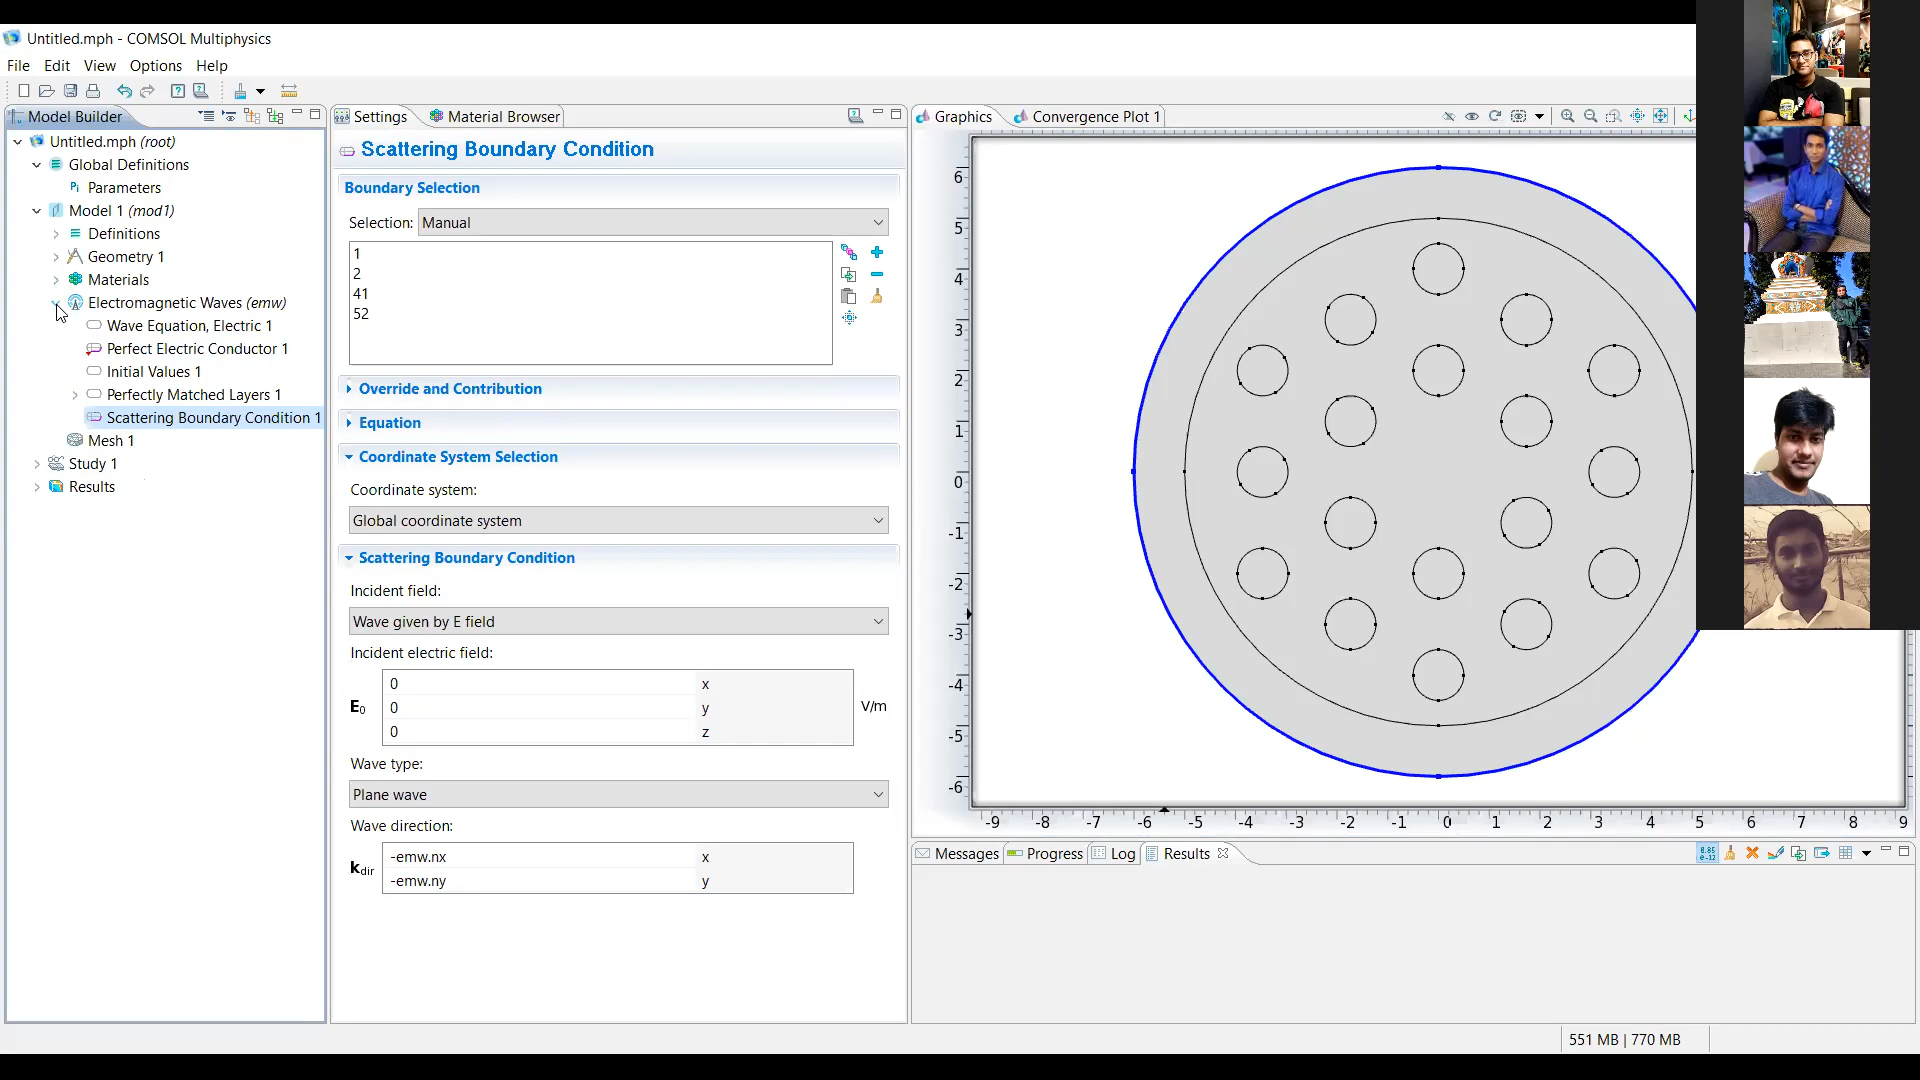 Untitled.mph - COMSOL Multiphysics
File Edit View Options Help
Model Builder
Untitled.mph (root)
Global Definitions
Pi Parameters
Model 1 (mod1)
Definitions
Geometry 1
Materials
Electromagnetic Waves (emw)
Wave Equation, Electric 1
Perfect Electric Conductor 1
Initial Values 1
Perfectly Matched Layers 1
Scattering Boundary Condition 1
Mesh 1
Study 1
Results
Settings Material Browser
Scattering Boundary Condition
Boundary Selection
Selection: Manual
1
2
41
52
Override and Contribution
Equation
Coordinate System Selection
Coordinate system:
Global coordinate system
Scattering Boundary Condition
Incident field:
Wave given by E field
Incident electric field:
E0
0 x
0 y
0 z
V/m
Wave type:
Plane wave
Wave direction:
kdir
-emw.nx x
-emw.ny y
Graphics Convergence Plot 1
6
5
4
3
2
1
0
-1
-2
-3
-4
-5
-6
-9 -8 -7 -6 -5 -4 -3 -2 -1 0 1 2 3 4 5 6 7 8 9
Messages Progress Log Results
8.85
e-12
551 MB | 770 MB